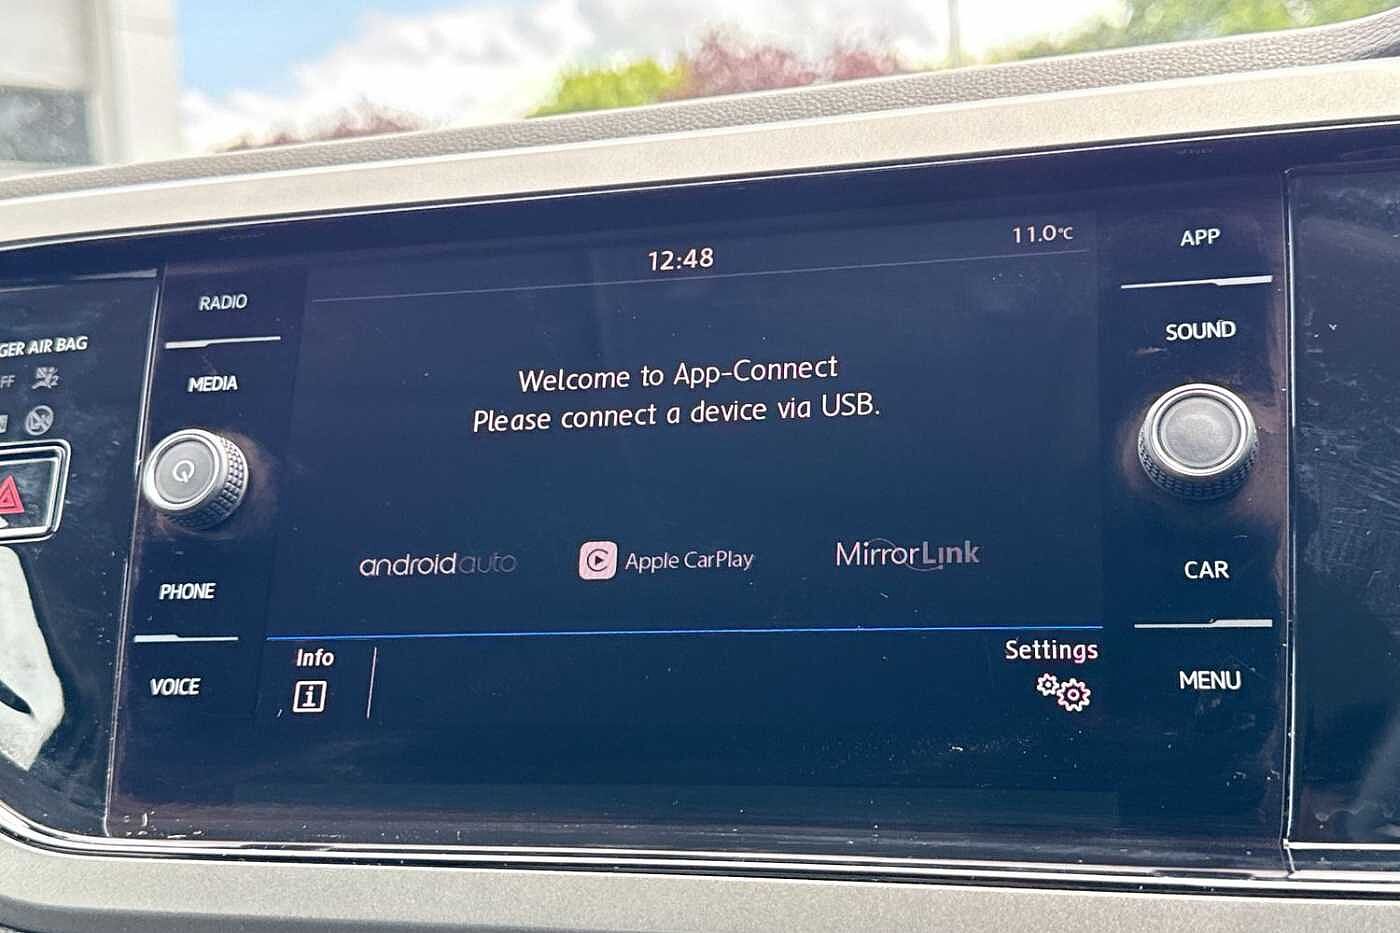 12:48
11.0°C
APP
RADIO
SOUND
AIR BAG
MEDIA
Welcome to App-Connect
Please connect a device via USB.
androidauto
Apple CarPlay
MirrorLink
PHONE
CAR
Info
Settings
VOICE
MENU